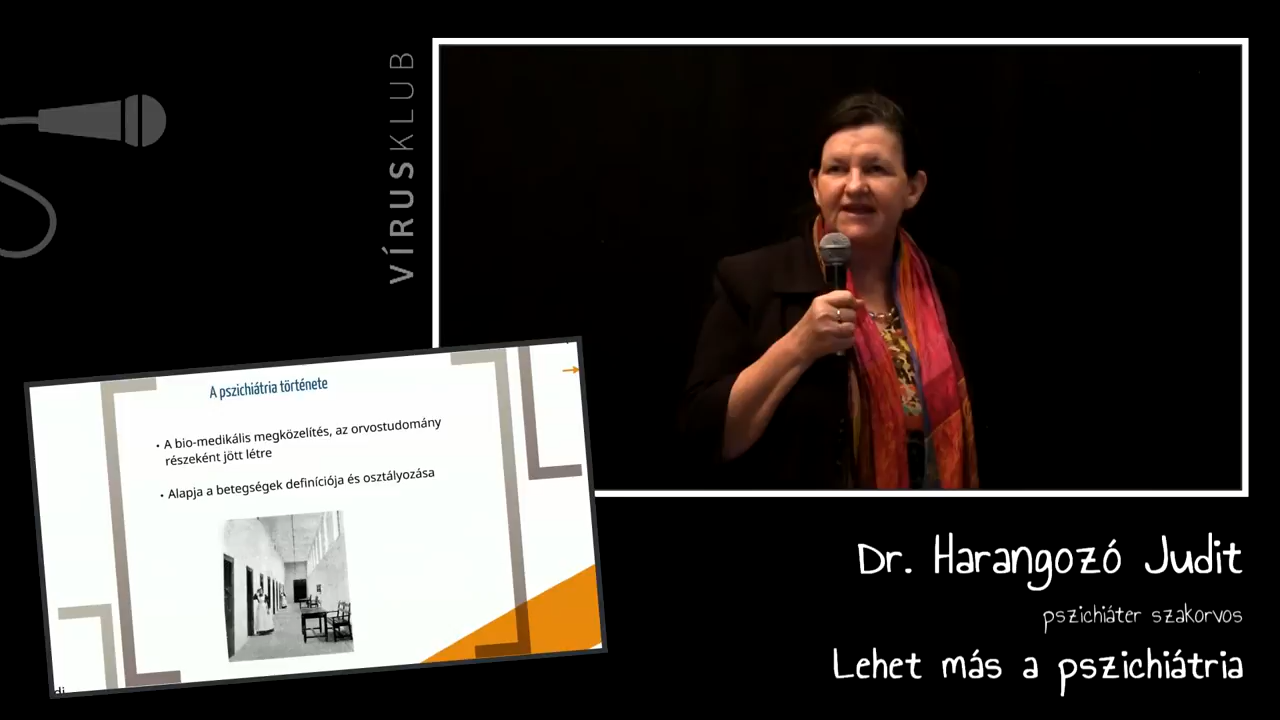 VÍRUSKLUB
A pszichiátria története
• A bio-medikális megközelítés, az orvostudomány
részeként jött létre
• Alapja a betegségek definíciója és osztályozása
di
Dr. Harangozó Judit
pszichiáter szakorvos
Lehet más a pszichiátria